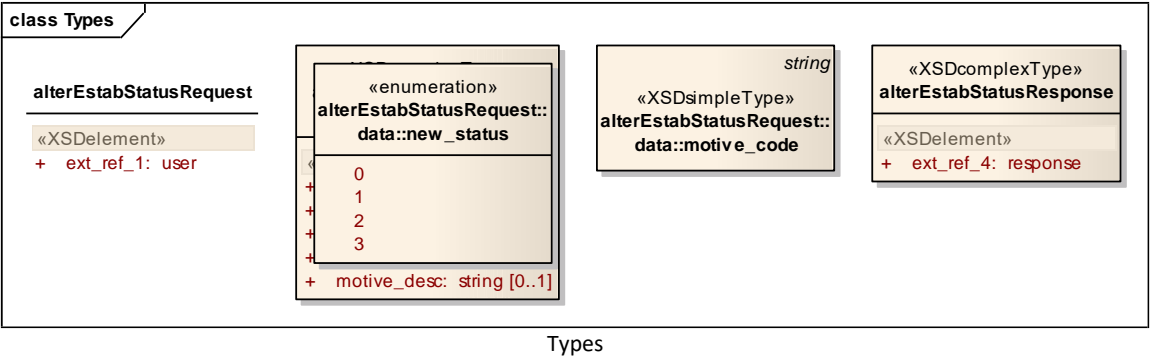 class Types
alterEstabStatusRequest
«XSDelement»
+ ext_ref_1: user
«enumeration»
alterEstabStatusRequest::
data::new_status
0
1
2
3
+
+
+
+
+ motive_desc: string [0..1]
string
«XSDsimpleType»
alterEstabStatusRequest::
data::motive_code
«XSDcomplexType»
alterEstabStatusResponse
«XSDelement»
+ ext_ref_4: response
Types